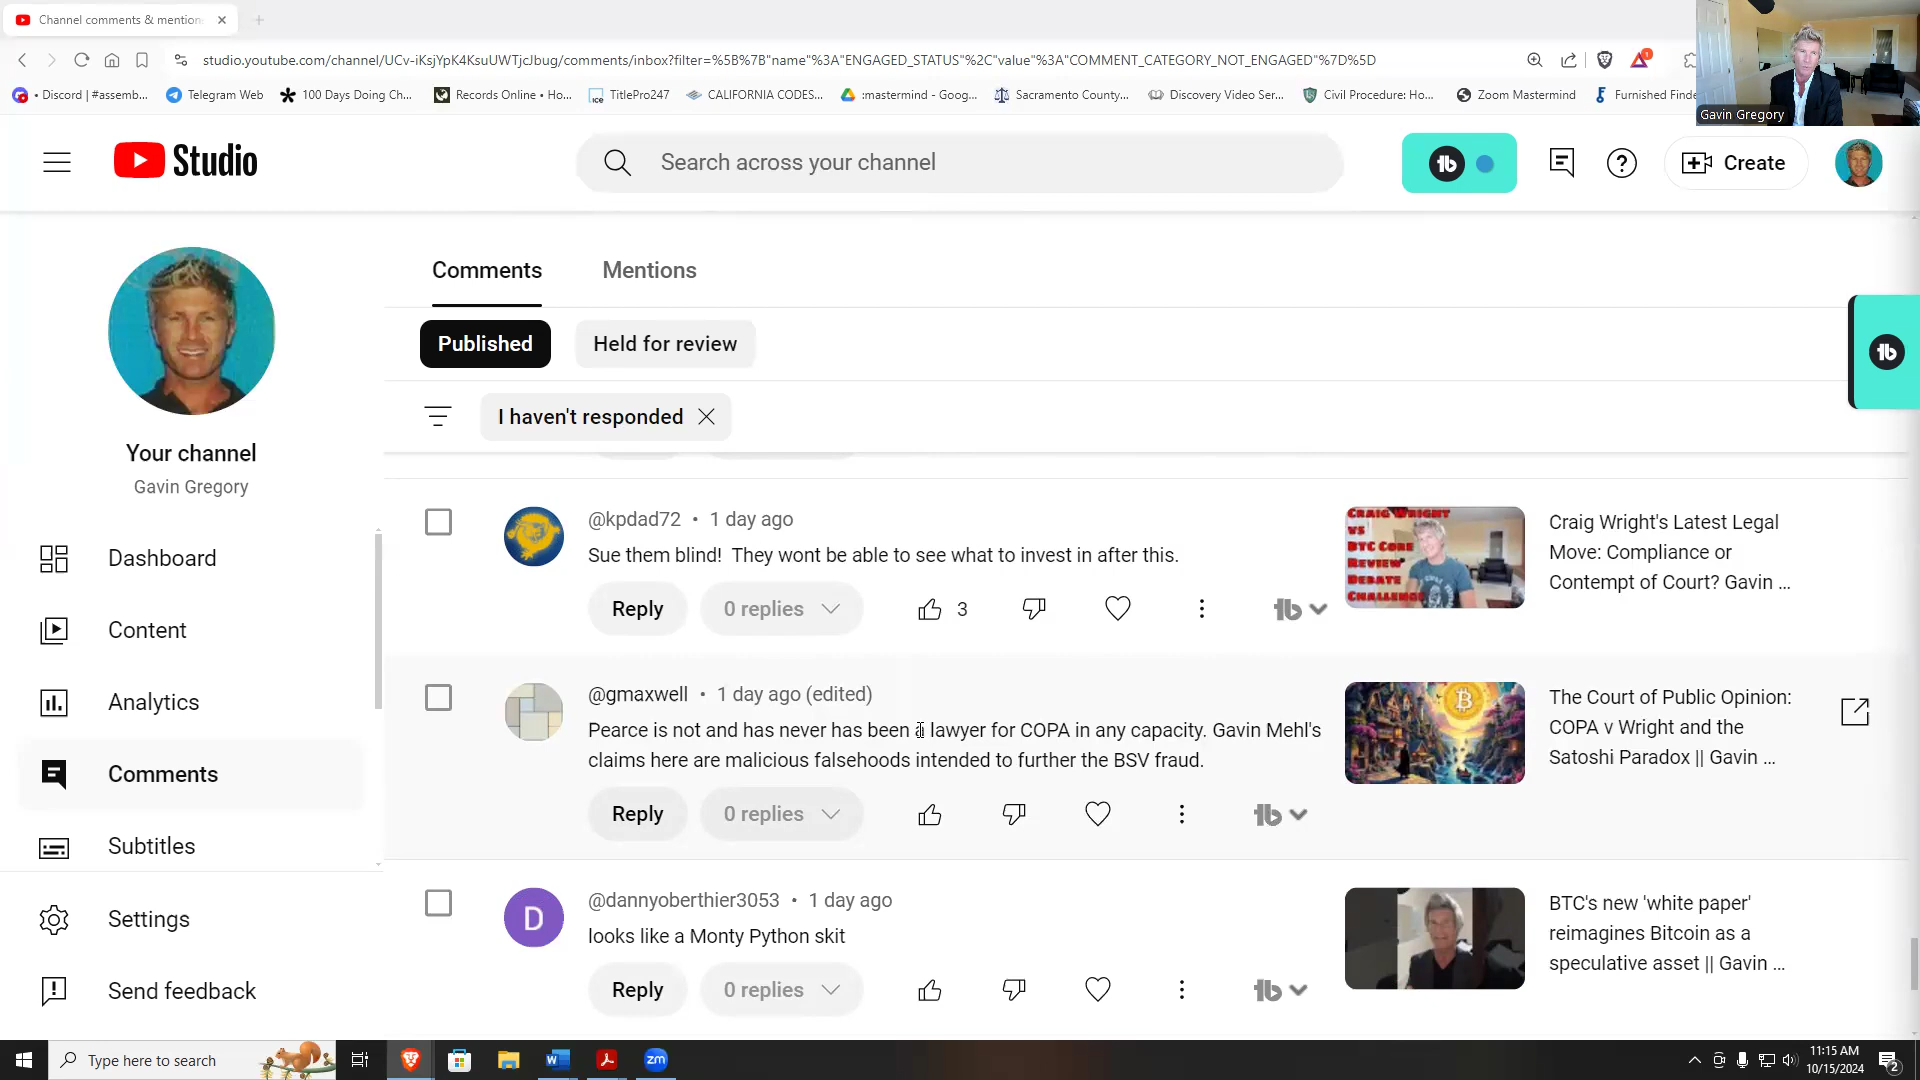 Channel comments & mention
studio.youtube.com/channel/UCv-iKsjYpK4KsuUWTjcJbug/comments/inbox?filter=%5B%7B"name"%3A"ENGAGED_STATUS"%2C"value"%3A"COMMENT_CATEGORY_NOT_ENGAGED"%7D%5D
• Discord | #assemb...
Telegram Web
100 Days Doing Ch...
Records Online • Ho...
TitlePro247
CALIFORNIA CODES...
:mastermind - Goog...
Sacramento County...
Discovery Video Ser...
Civil Procedure: Ho...
Zoom Mastermind
Furnished Finde
Gavin Gregory
Studio
Search across your channel
Create
Your channel
Gavin Gregory
Dashboard
Content
Analytics
Comments
Subtitles
Settings
Send feedback
Comments
Mentions
Published
Held for review
I haven't responded
@kpdad72 • 1 day ago
Sue them blind! They wont be able to see what to invest in after this.
Reply
0 replies
3
Craig Wright
vs
BTC Core
Review
Debate
Challenge
Craig Wright's Latest Legal
Move: Compliance or
Contempt of Court? Gavin ...
@gmaxwell • 1 day ago (edited)
Pearce is not and has never has been a lawyer for COPA in any capacity. Gavin Mehl's
claims here are malicious falsehoods intended to further the BSV fraud.
Reply
0 replies
The Court of Public Opinion:
COPA v Wright and the
Satoshi Paradox || Gavin ...
@dannyoberthier3053 • 1 day ago
D
looks like a Monty Python skit
Reply
0 replies
BTC's new 'white paper'
reimagines Bitcoin as a
speculative asset || Gavin ...
Type here to search
zm
11:15 AM
10/15/2024
2